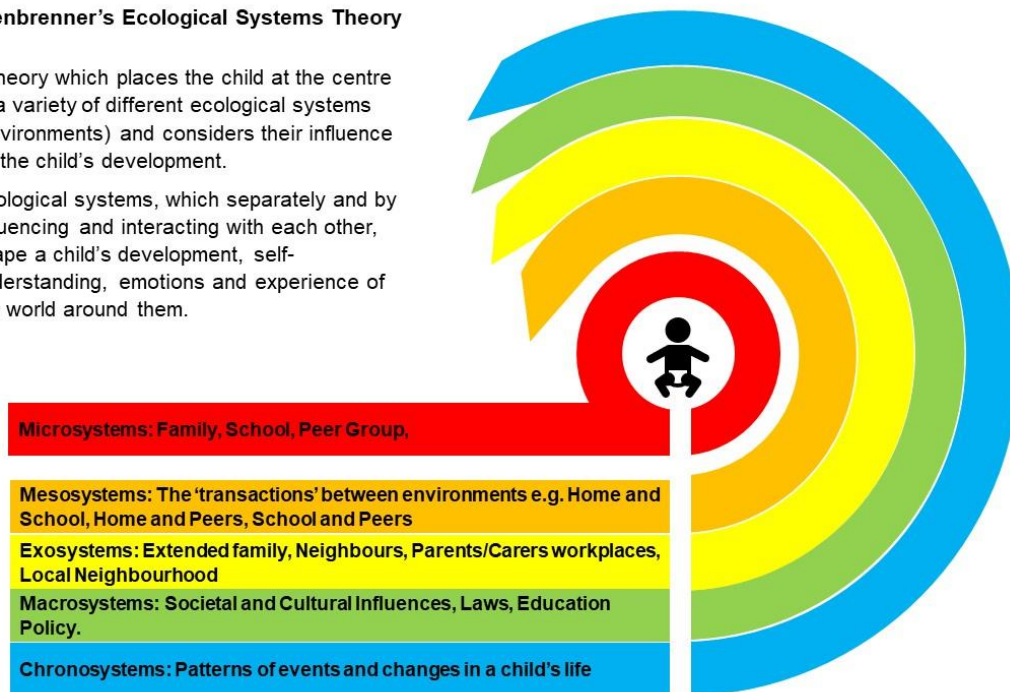 enbrenner’s Ecological Systems Theory
heory which places the child at the centre
a variety of different ecological systems
vironments) and considers their influence
the child’s development.
ological systems, which separately and by
uencing and interacting with each other,
ape a child’s development, self-
derstanding, emotions and experience of
world around them.
Microsystems: Family, School, Peer Group,
Mesosystems: The ‘transactions’ between environments e.g. Home and
School, Home and Peers, School and Peers
Exosystems: Extended family, Neighbours, Parents/Carers workplaces,
Local Neighbourhood
Macrosystems: Societal and Cultural Influences, Laws, Education
Policy.
Chronosystems: Patterns of events and changes in a child’s life